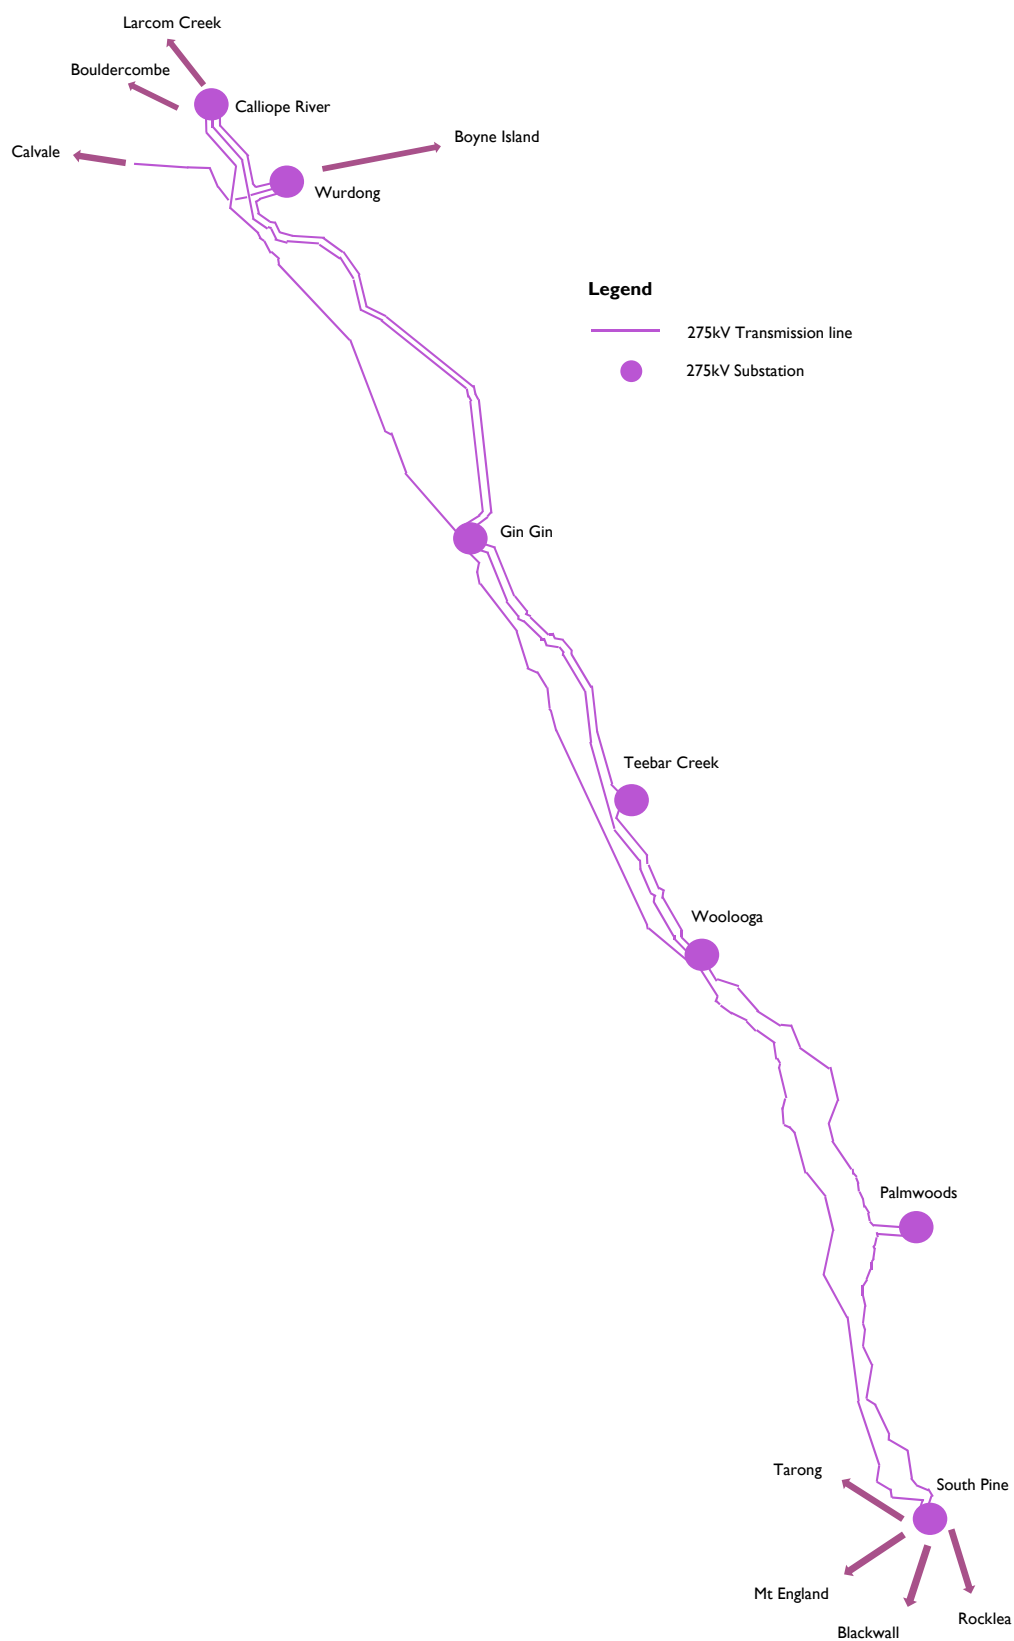 Larcom Creek
Bouldercombe
Calliope River
Boyne Island
Calvale
Wurdong
Legend
275kV Transmission line
275kV Substation
Gin Gin
Teebar Creek
Woolooga
Palmwoods
Tarong
South Pine
Mt England
Rocklea
Blackwall